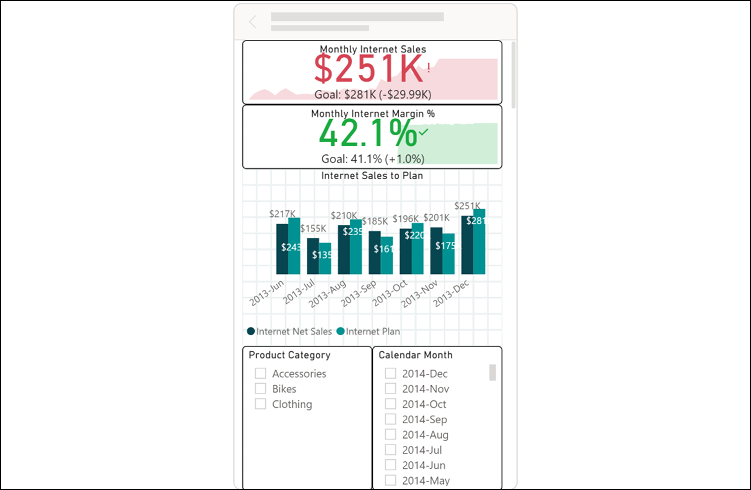 Monthly Internet Sales
$251K!
Goal: $281K (-$29.99K)
Monthly Internet Margin %
42.1%
Goal: 41.1% (+1.0%)
Internet Sales to Plan
$217K $155K $210K $185K $196K $201K $251K
$243 $135 $235 $161 $220 $175 $281
2013-Jun 2013-Jul 2013-Aug 2013-Sep 2013-Oct 2013-Nov 2013-Dec
Internet Net Sales Internet Plan
Product Category
Accessories
Bikes
Clothing
Calendar Month
2014-Dec
2014-Nov
2014-Oct
2014-Sep
2014-Aug
2014-Jul
2014-Jun
2014-May